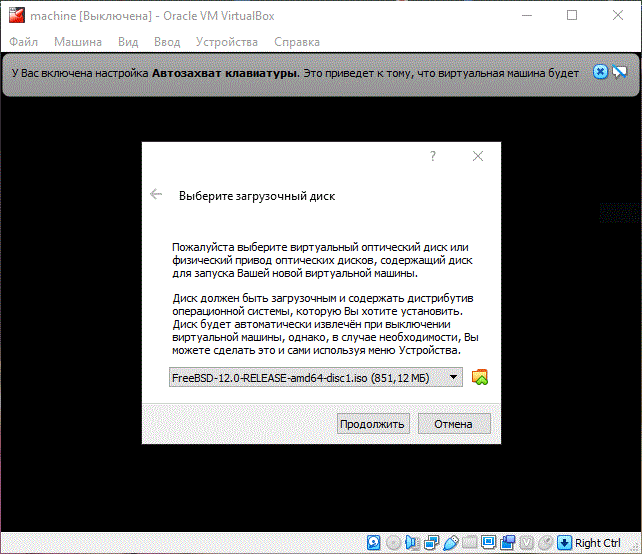 machine [Выключена] - Oracle VM VirtualBox
Файл Машина Вид Ввод Устройства Справка
У Вас включена настройка Автозахват клавиатуры. Это приведет к тому, что виртуальная машина будет
?
Выберите загрузочный диск
Пожалуйста выберите виртуальный оптический диск или
физический привод оптических дисков, содержащий диск
для запуска Вашей новой виртуальной машины.
Диск должен быть загрузочным и содержать дистрибутив
операционной системы, которую Вы хотите установить.
Диск будет автоматически извлечён при выключении
виртуальной машины, однако, в случае необходимости, Вы
можете сделать это и сами используя меню Устройства.
FreeBSD-12.0-RELEASE-amd64-disc1.iso (851,12 МБ)
Продолжить Отмена
Right Ctrl